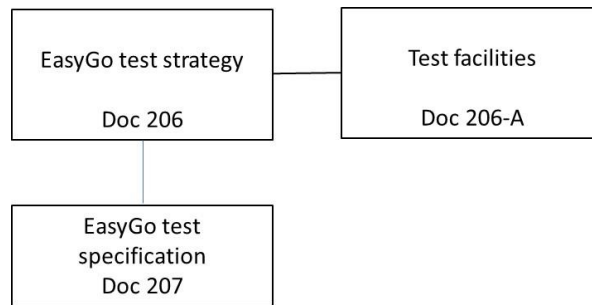 EasyGo test strategy
Doc 206
Test facilities
Doc 206-A
EasyGo test
specification
Doc 207